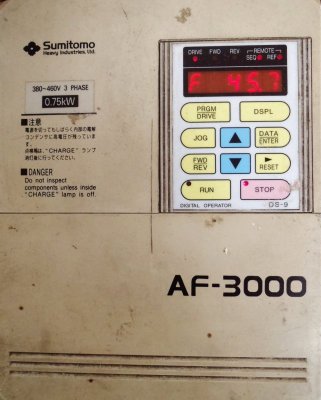 Sumitomo
Heavy Industries, Ltd.
380-460V 3 PHASE
0.75kW
■注意
電源を切ってもしばらく内部の電解
コンデンサに高電圧が残っていま
す
点検は、"CHARGE" ランプ
消灯後に行ってください。
■DANGER
Do not inspect
components unless inside
"CHARGE" lamp is off.
DRIVE FWD REV REMOTE
SEQ REF
F 45.7
PRGM
DRIVE
DSPL
JOG
DATA
ENTER
FWD
REV
RESET
RUN
STOP
DIGITAL OPERATOR DS-9
AF-3000